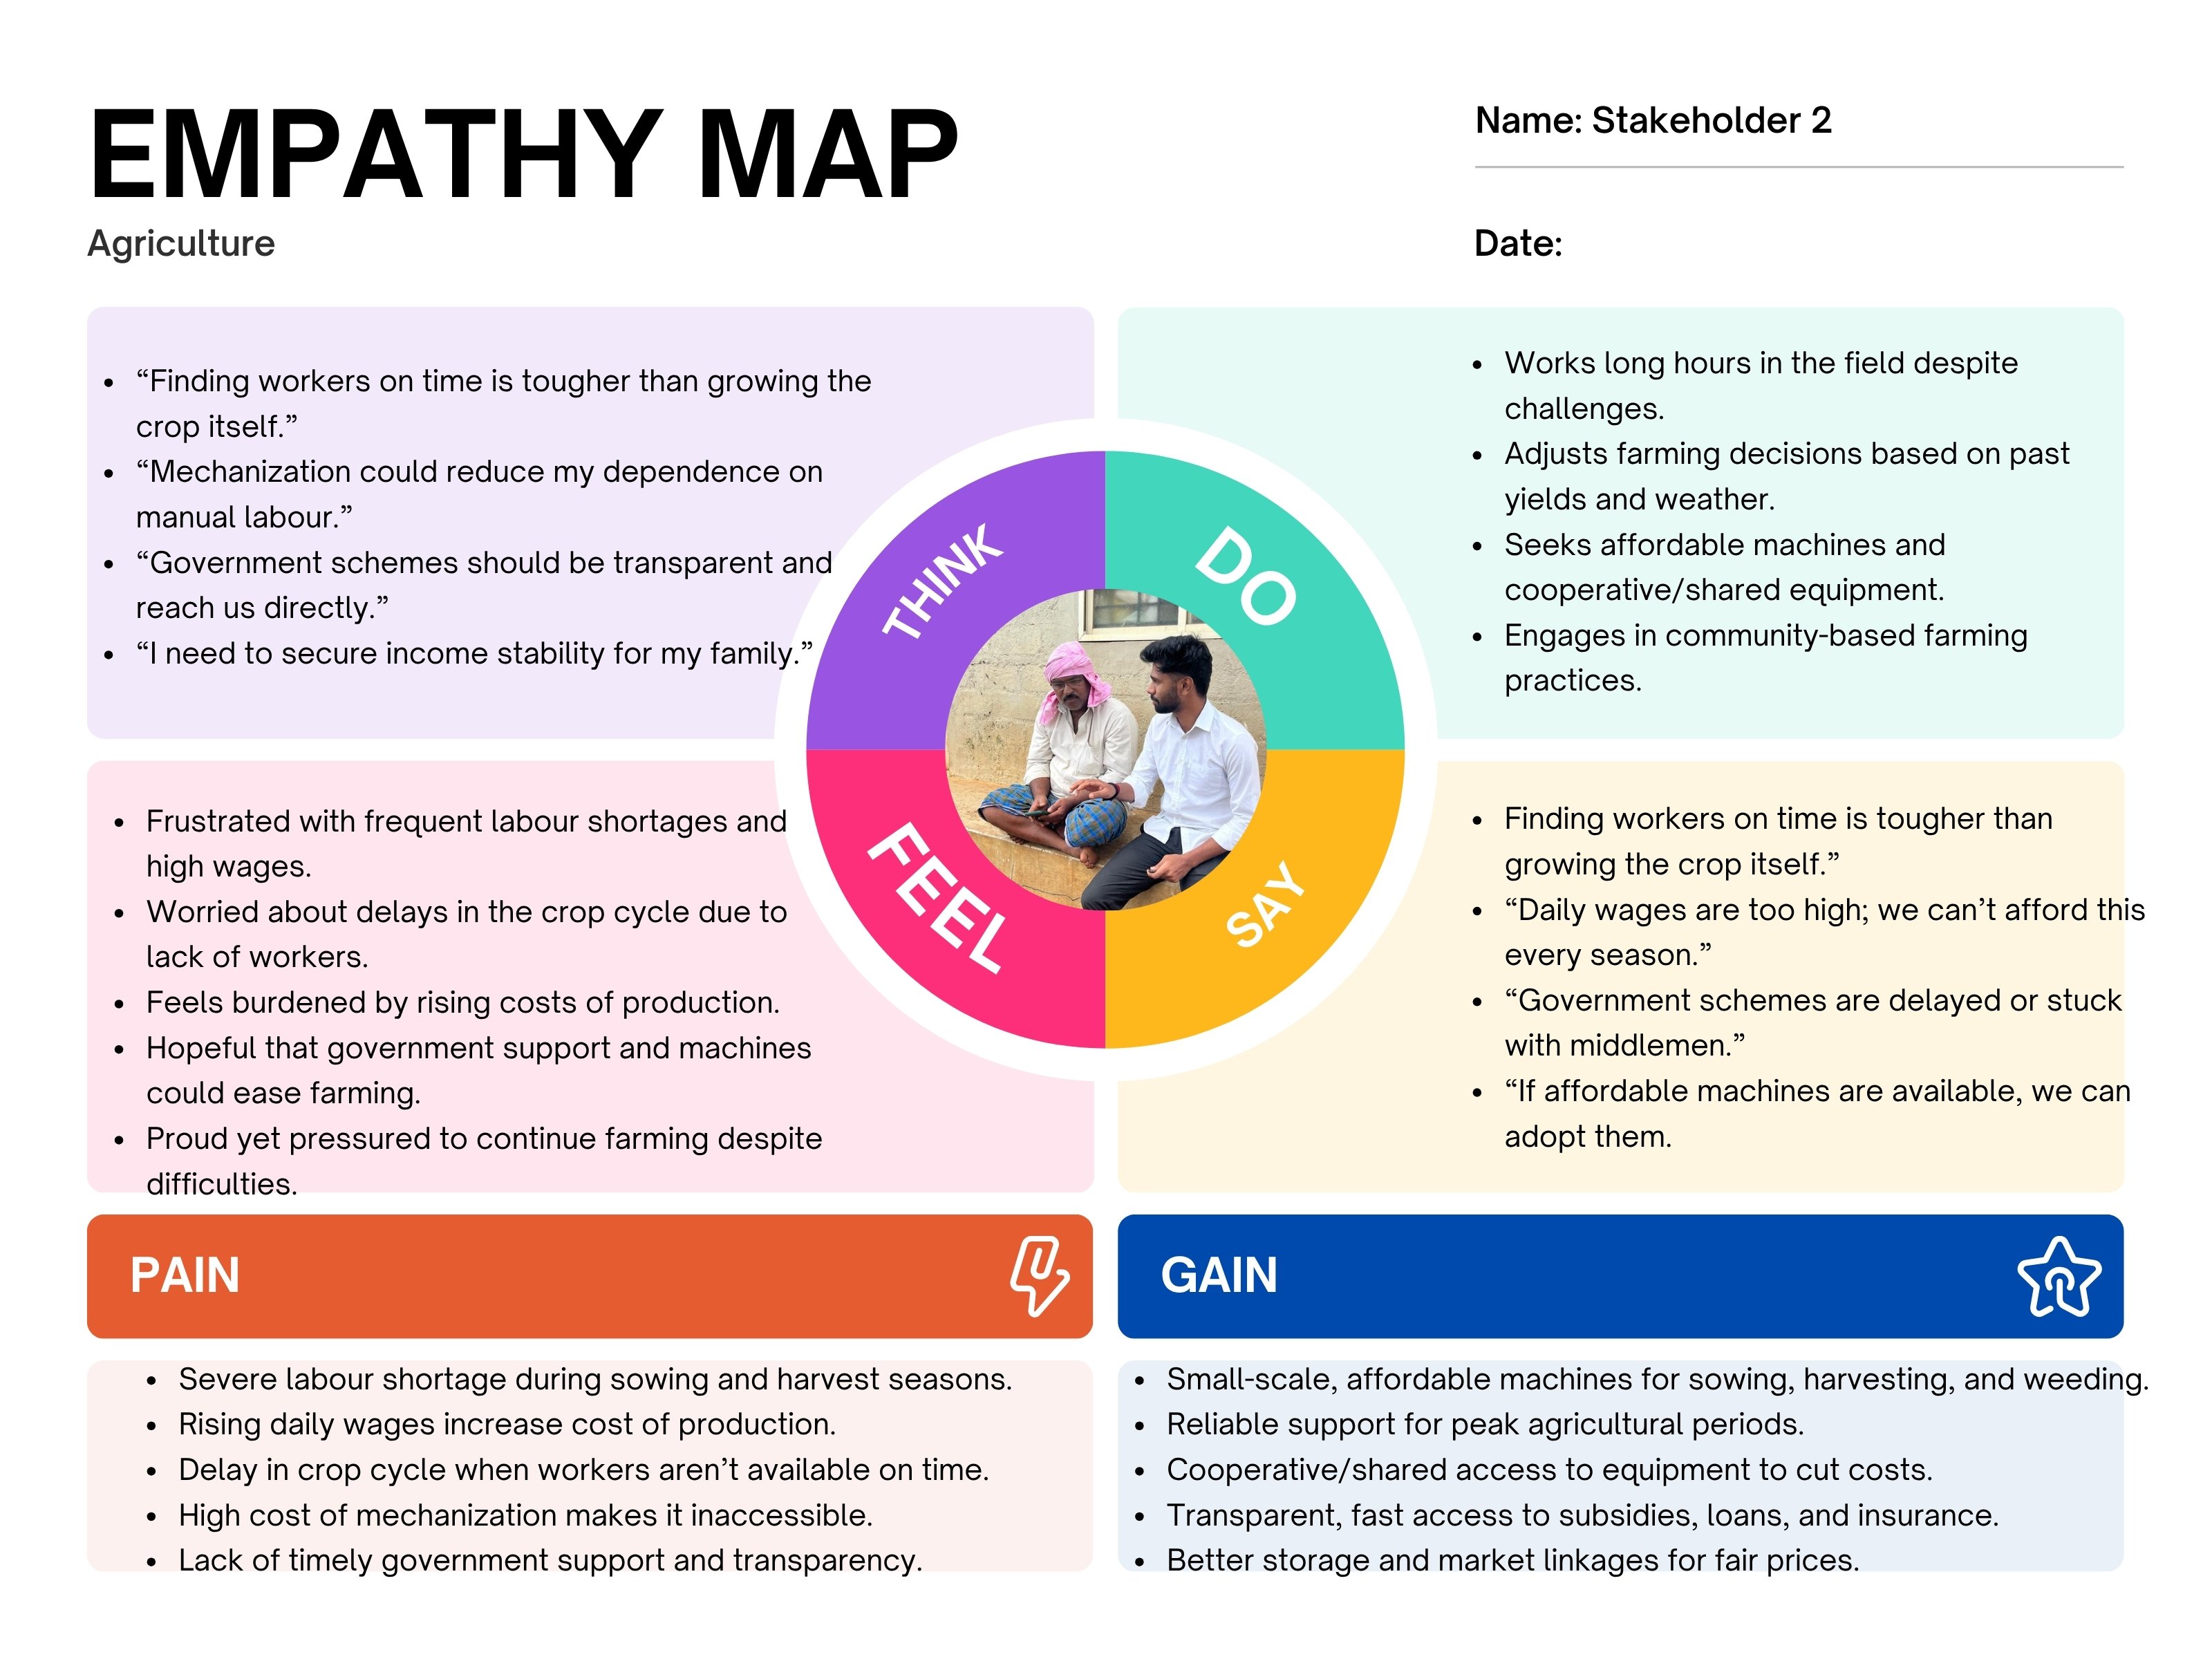 EMPATHY MAP
Agriculture
Name: Stakeholder 2
Date:
• “Finding workers on time is tougher than growing the
crop itself.”
• “Mechanization could reduce my dependence on
manual labour.”
• “Government schemes should be transparent and
reach us directly.”
• “I need to secure income stability for my family.”
• Works long hours in the field despite
challenges.
• Adjusts farming decisions based on past
yields and weather.
• Seeks affordable machines and
cooperative/shared equipment.
• Engages in community-based farming
practices.
THINK
DO
FEEL
SAY
• Frustrated with frequent labour shortages and
high wages.
• Worried about delays in the crop cycle due to
lack of workers.
• Feels burdened by rising costs of production.
• Hopeful that government support and machines
could ease farming.
• Proud yet pressured to continue farming despite
difficulties.
• Finding workers on time is tougher than
growing the crop itself.”
• “Daily wages are too high; we can’t afford this
every season.”
• “Government schemes are delayed or stuck
with middlemen.”
• “If affordable machines are available, we can
adopt them.
PAIN
• Severe labour shortage during sowing and harvest seasons.
• Rising daily wages increase cost of production.
• Delay in crop cycle when workers aren’t available on time.
• High cost of mechanization makes it inaccessible.
• Lack of timely government support and transparency.
GAIN
• Small-scale, affordable machines for sowing, harvesting, and weeding.
• Reliable support for peak agricultural periods.
• Cooperative/shared access to equipment to cut costs.
• Transparent, fast access to subsidies, loans, and insurance.
• Better storage and market linkages for fair prices.